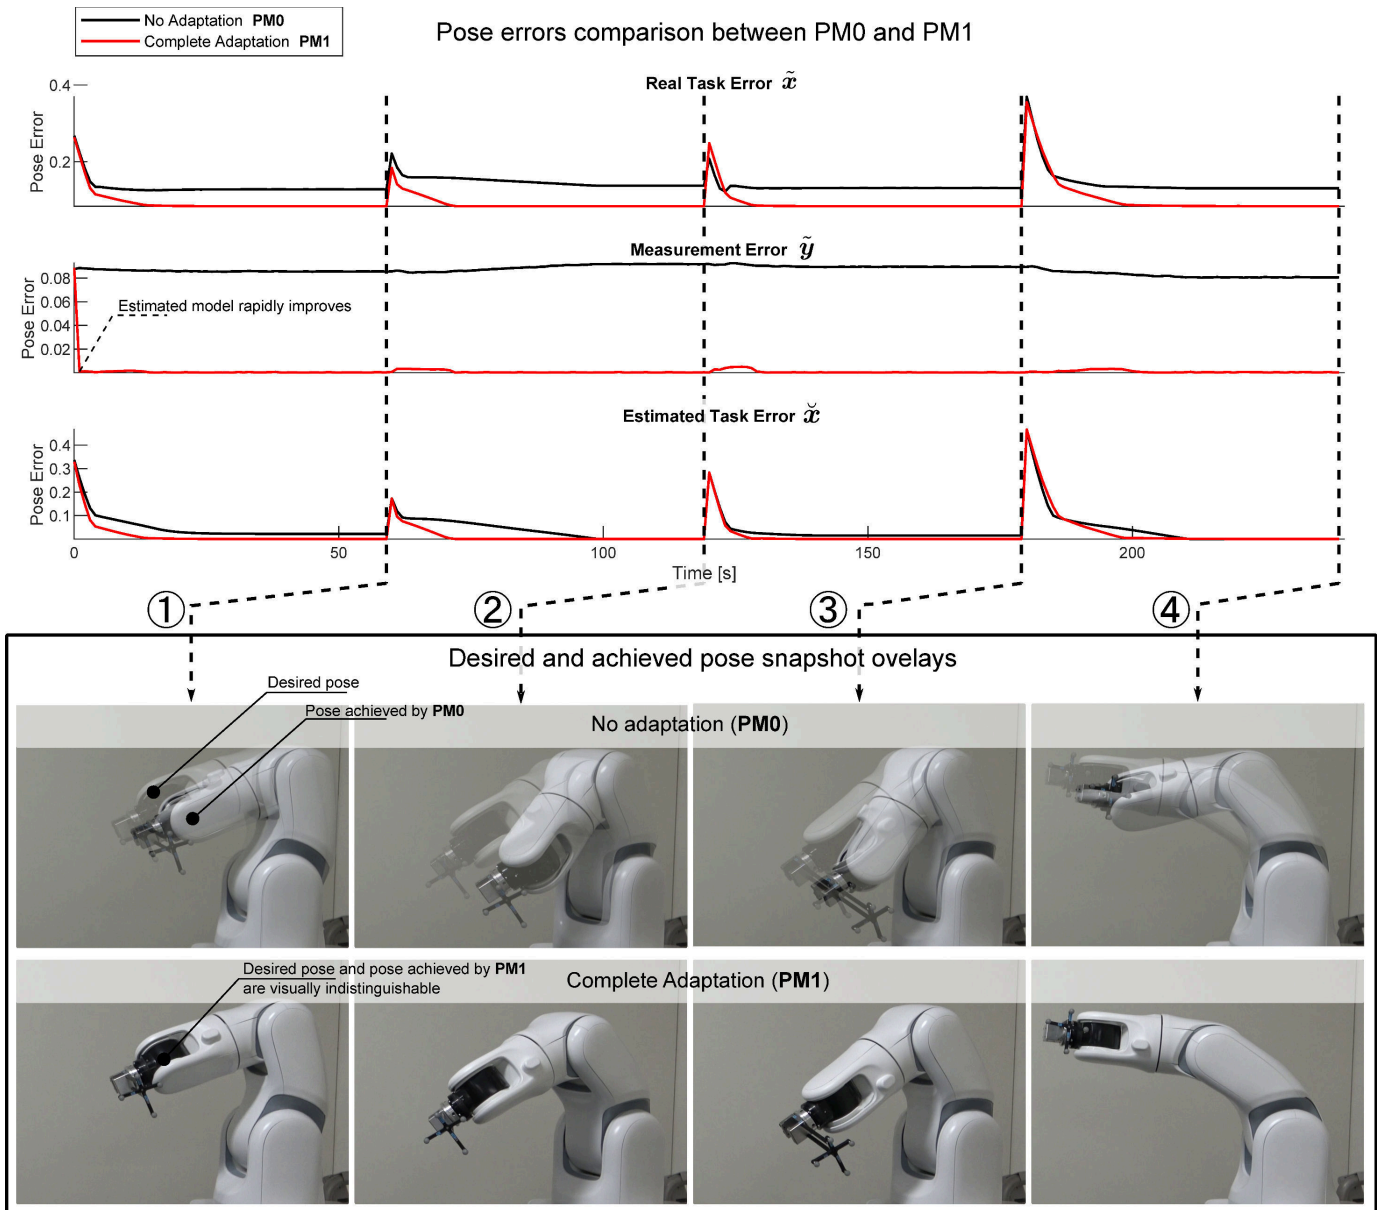 No Adaptation PM0
Complete Adaptation PM1
Pose errors comparison between PM0 and PM1
Real Task Error x̃
Pose Error
0.4
0.2
Measurement Error ỹ
Pose Error
0.08
0.06
0.04
0.02
Estimated model rapidly improves
Estimated Task Error x̆̃
Pose Error
0.4
0.3
0.2
0.1
0
50
100
150
200
Time [s]
① ② ③ ④
Desired and achieved pose snapshot ovelays
Desired pose
Pose achieved by PM0
No adaptation (PM0)
Desired pose and pose achieved by PM1
are visually indistinguishable
Complete Adaptation (PM1)